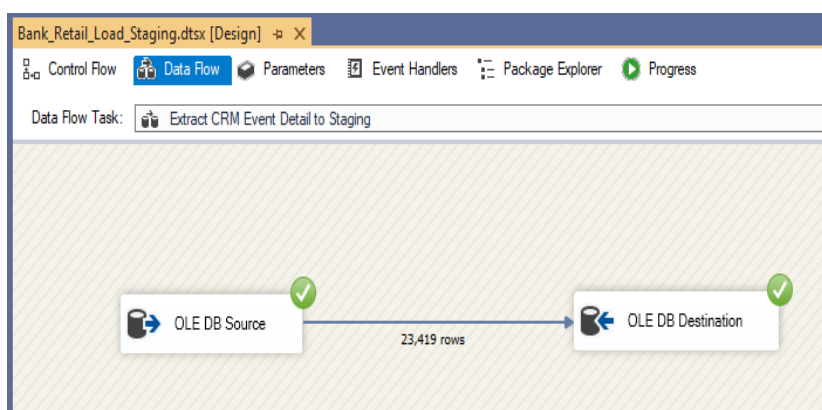 Bank_Retail_Load_Staging.dtsx [Design]
Control Flow Data Flow Parameters Event Handlers Package Explorer Progress
Data Flow Task: Extract CRM Event Detail to Staging
OLE DB Source OLE DB Destination
23,419 rows